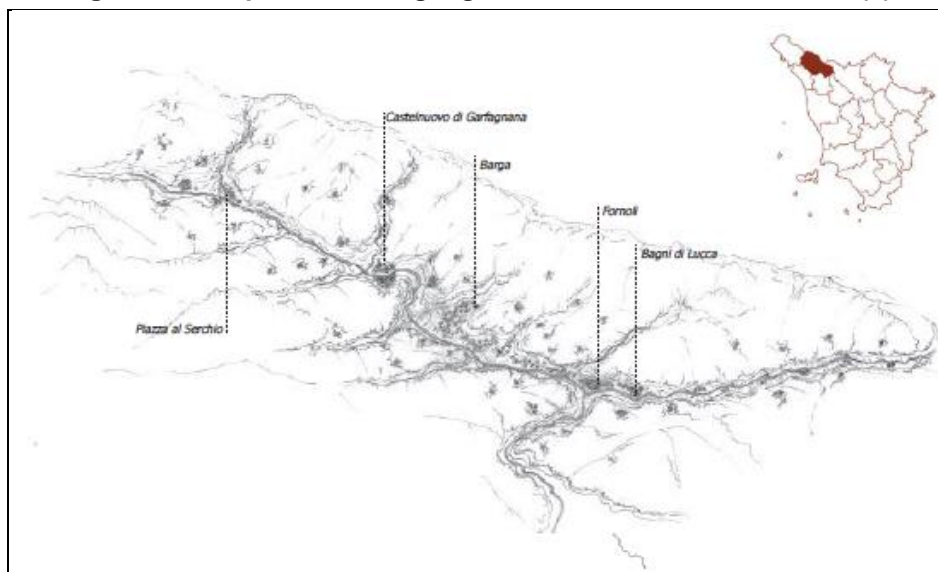 Castelnuovo di Garfagnana
Barga
Fornoli
Bagni di Lucca
Piazza al Serchio